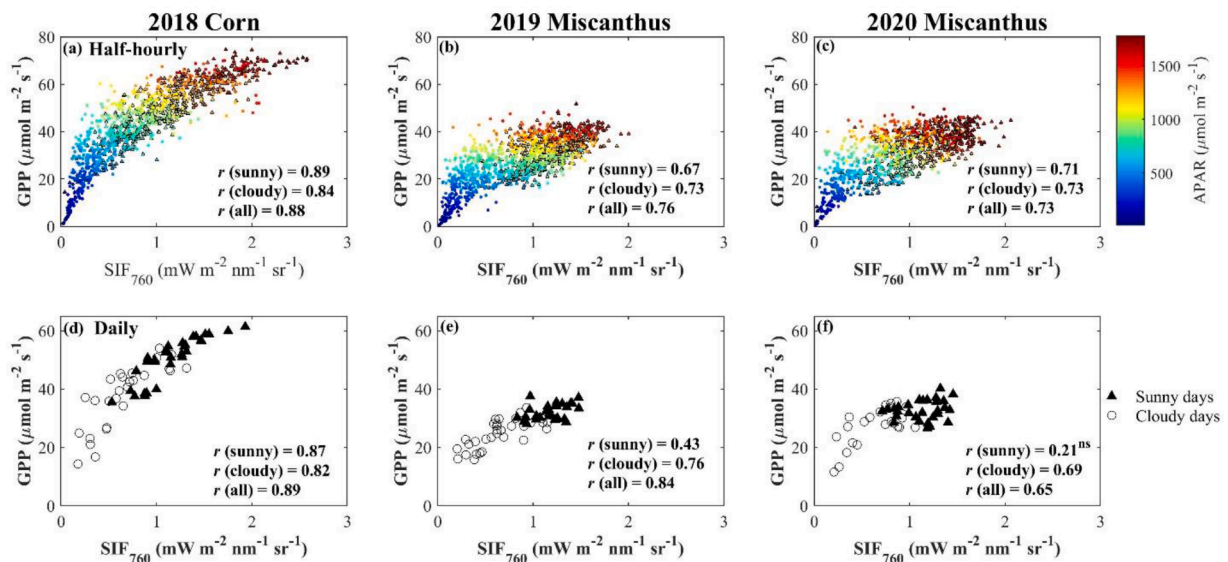 2018 Corn
2019 Miscanthus
2020 Miscanthus
80
60
40
20
0
GPP (μmol m⁻² s⁻¹)
(a) Half-hourly
r (sunny) = 0.89
r (cloudy) = 0.84
r (all) = 0.88
0 1 2 3
SIF₇₆₀ (mW m⁻² nm⁻¹ sr⁻¹)
80
60
40
20
0
GPP (μmol m⁻² s⁻¹)
(b)
r (sunny) = 0.67
r (cloudy) = 0.73
r (all) = 0.76
0 1 2 3
SIF₇₆₀ (mW m⁻² nm⁻¹ sr⁻¹)
80
60
40
20
0
GPP (μmol m⁻² s⁻¹)
(c)
r (sunny) = 0.71
r (cloudy) = 0.73
r (all) = 0.73
0 1 2 3
SIF₇₆₀ (mW m⁻² nm⁻¹ sr⁻¹)
1500
1000
500
APAR (μmol m⁻² s⁻¹)
60
40
20
0
GPP (μmol m⁻² s⁻¹)
(d) Daily
r (sunny) = 0.87
r (cloudy) = 0.82
r (all) = 0.89
0 1 2 3
SIF₇₆₀ (mW m⁻² nm⁻¹ sr⁻¹)
60
40
20
0
GPP (μmol m⁻² s⁻¹)
(e)
r (sunny) = 0.43
r (cloudy) = 0.76
r (all) = 0.84
0 1 2 3
SIF₇₆₀ (mW m⁻² nm⁻¹ sr⁻¹)
60
40
20
0
GPP (μmol m⁻² s⁻¹)
(f)
r (sunny) = 0.21ⁿˢ
r (cloudy) = 0.69
r (all) = 0.65
0 1 2 3
SIF₇₆₀ (mW m⁻² nm⁻¹ sr⁻¹)
Sunny days
Cloudy days